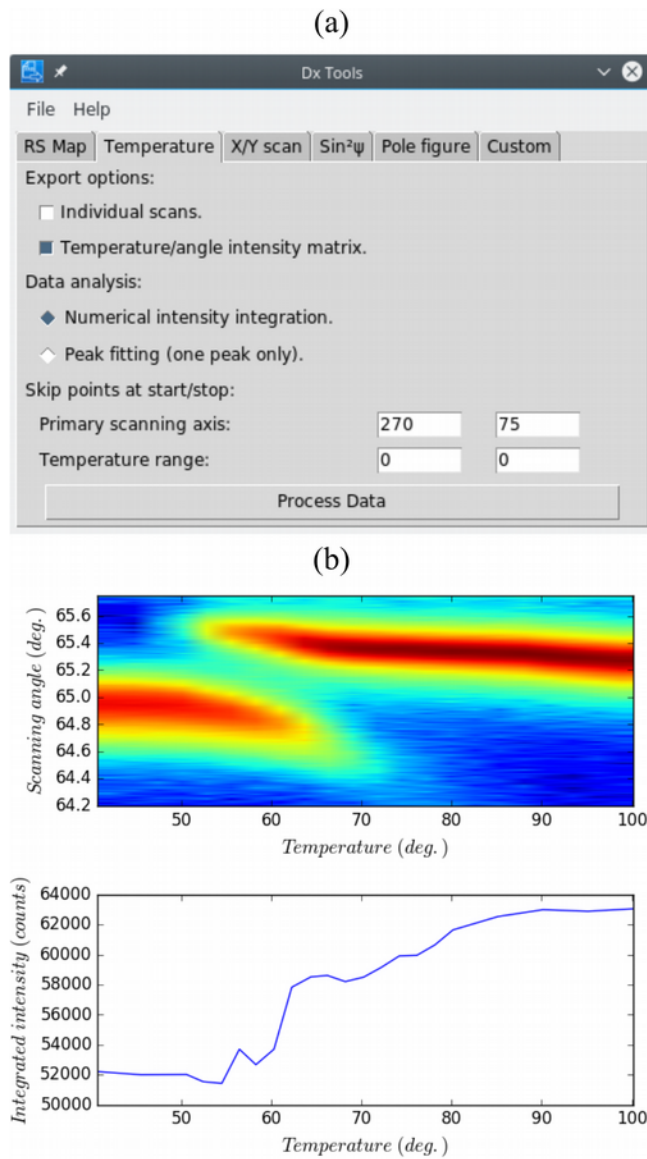 (a)
Dx Tools
File Help
RS Map Temperature X/Y scan Sin²ψ Pole figure Custom
Export options:
Individual scans.
Temperature/angle intensity matrix.
Data analysis:
Numerical intensity integration.
Peak fitting (one peak only).
Skip points at start/stop:
Primary scanning axis: 270 75
Temperature range: 0 0
Process Data
(b)
Scanning angle (deg.)
65.6
65.4
65.2
65.0
64.8
64.6
64.4
64.2
50 60 70 80 90 100
Temperature (deg.)
Integrated intensity (counts)
64000
62000
60000
58000
56000
54000
52000
50000
50 60 70 80 90 100
Temperature (deg.)